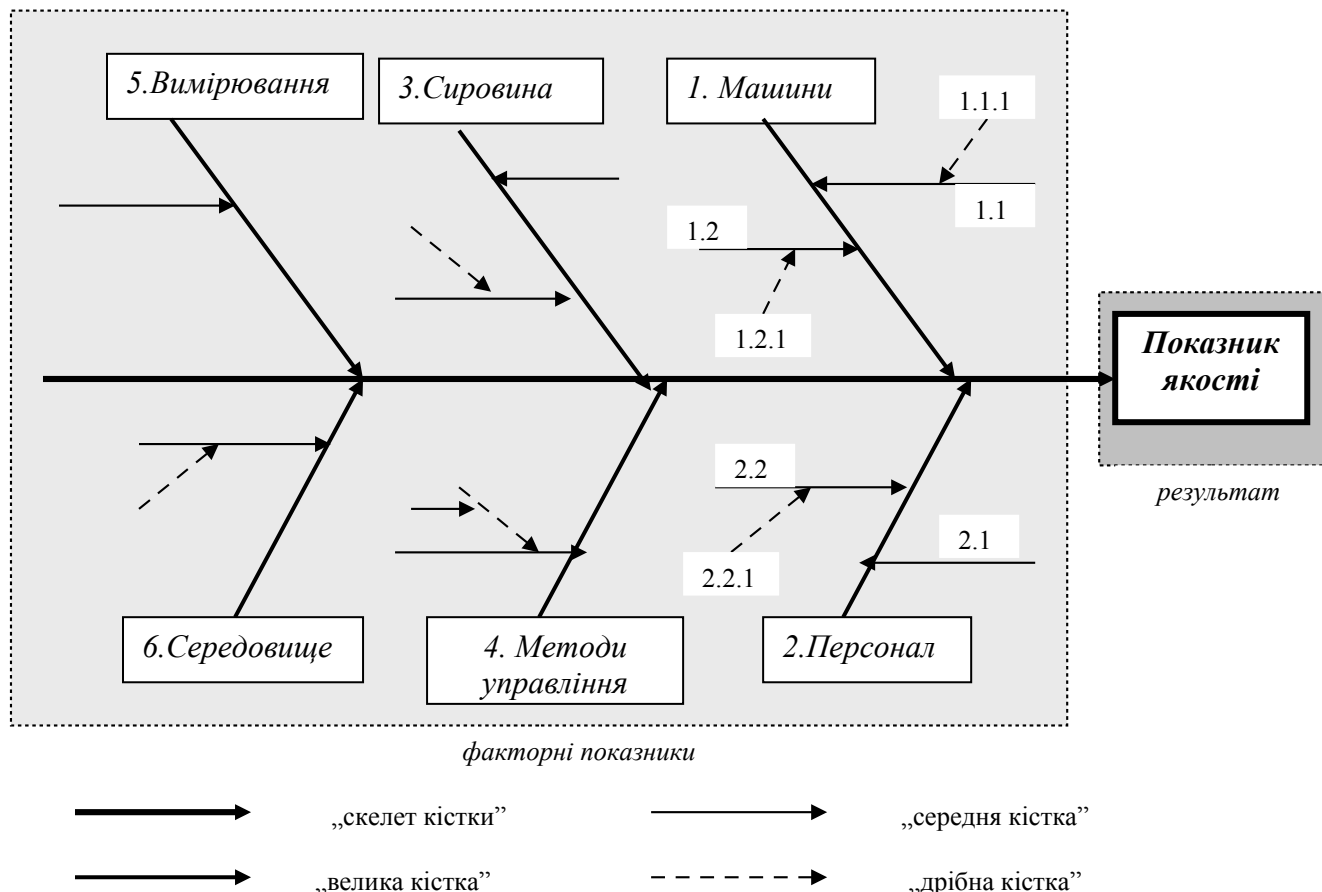 5.Вимірювання
3.Сировина
1. Машини
1.1.1
1.1
1.2
1.2.1
Показник
якості
результат
2.2
2.1
2.2.1
6.Середовище
4. Методи
управління
2.Персонал
факторні показники
„скелет кістки”
„середня кістка”
„велика кістка”
„дрібна кістка”